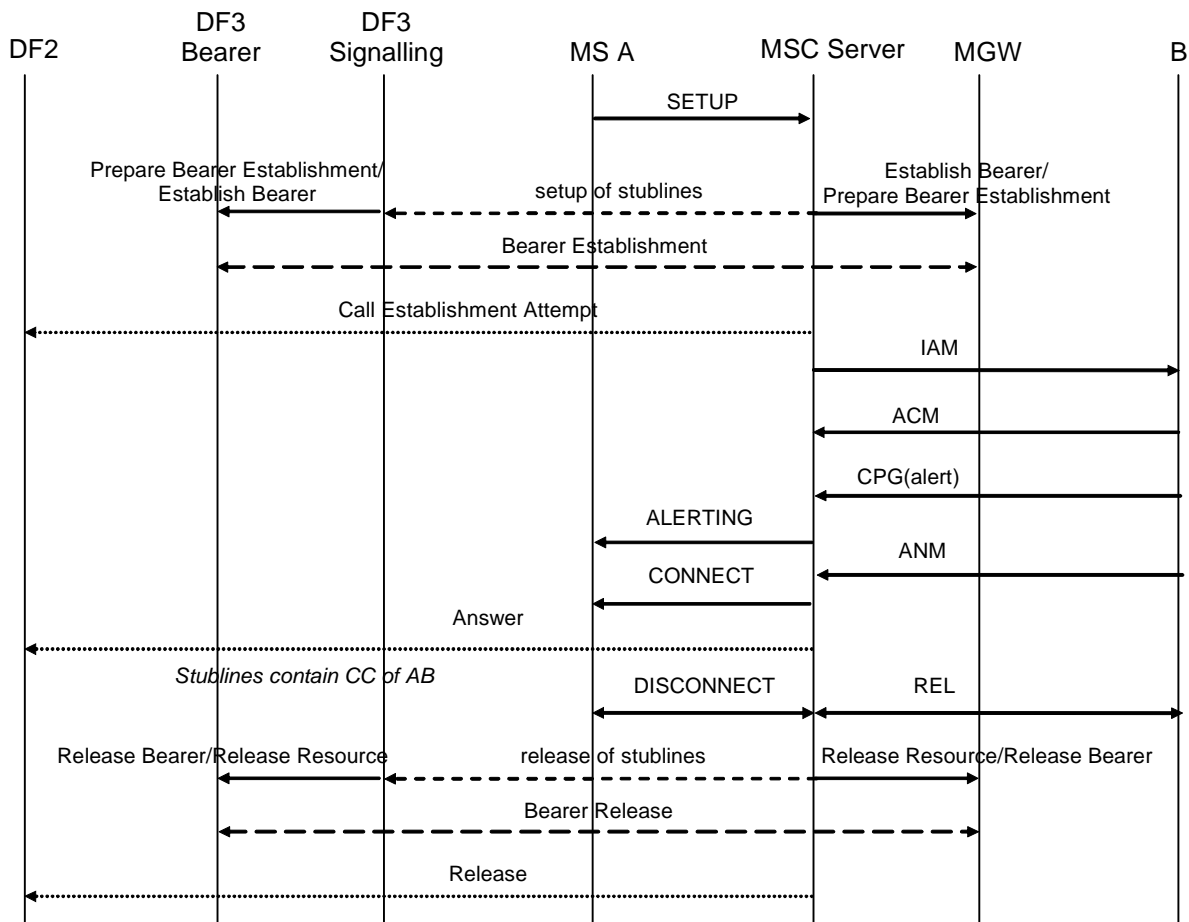 DF2
DF3
Bearer
DF3
Signalling
MS A
MSC Server
MGW
B
SETUP
Prepare Bearer Establishment/
Establish Bearer
setup of stublines
Establish Bearer/
Prepare Bearer Establishment
Bearer Establishment
Call Establishment Attempt
IAM
ACM
CPG(alert)
ALERTING
ANM
CONNECT
Answer
Stublines contain CC of AB
DISCONNECT
REL
Release Bearer/Release Resource
release of stublines
Release Resource/Release Bearer
Bearer Release
Release